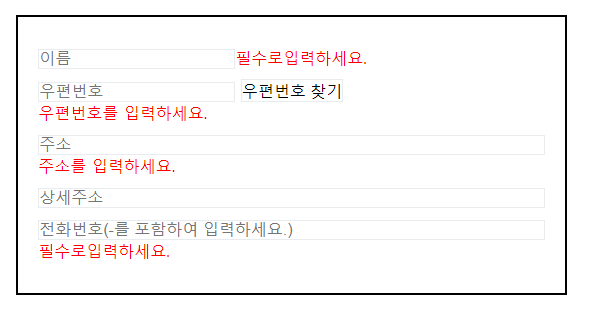 이름 필수로입력하세요.
우편번호 우편번호 찾기
우편번호를 입력하세요.
주소
주소를 입력하세요.
상세주소
전화번호(-를 포함하여 입력하세요.)
필수로입력하세요.